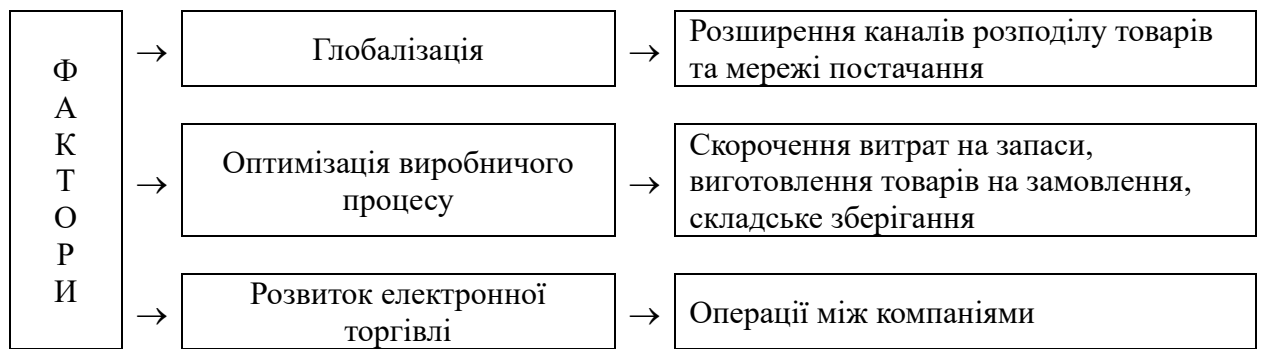 ФАКТОРИ
→ Глобалізація → Розширення каналів розподілу товарів
та мережі постачання
→ Оптимізація виробничого
процесу
→ Скорочення витрат на запаси,
виготовлення товарів на замовлення,
складське зберігання
→ Розвиток електронної
торгівлі
→ Операції між компаніями